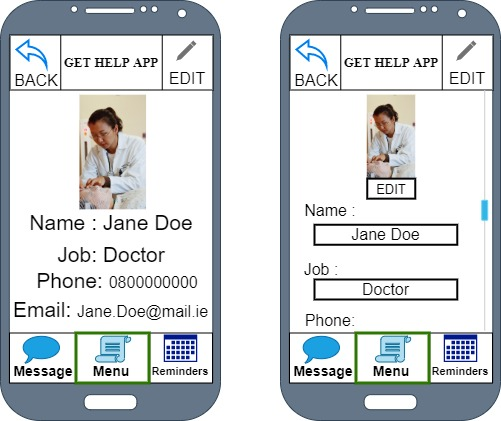 BACK
GET HELP APP
EDIT
Name : Jane Doe
Job: Doctor
Phone: 0800000000
Email: Jane.Doe@mail.ie
Message
Menu
Reminders
BACK
GET HELP APP
EDIT
EDIT
Name :
Jane Doe
Job :
Doctor
Phone:
Message
Menu
Reminders